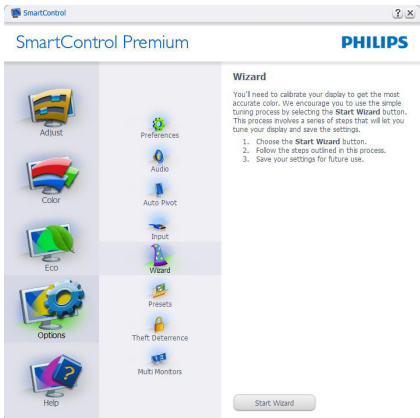 SmartControl
? ×
SmartControl Premium
PHILIPS
Adjust
Color
Eco
Options
Help
Preferences
Audio
Auto Pivot
Input
Wizard
Presets
Theft Deterrence
Multi Monitors
Wizard
You'll need to calibrate your display to get the most
accurate color. We encourage you to use the simple
tuning process by selecting the Start Wizard button.
This process involves a series of steps that will let you
tune your display and save the settings.
1. Choose the Start Wizard button.
2. Follow the steps outlined in this process.
3. Save your settings for future use.
Start Wizard